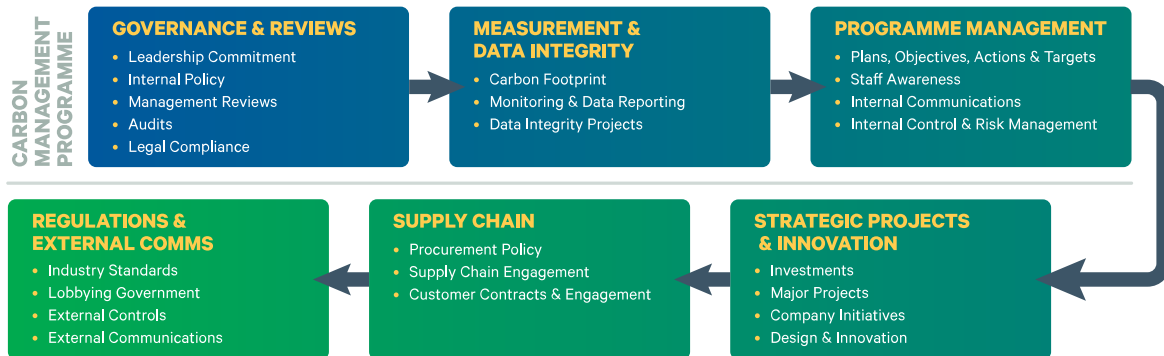 CARBON
MANAGEMENT
PROGRAMME
GOVERNANCE & REVIEWS
• Leadership Commitment
• Internal Policy
• Management Reviews
• Audits
• Legal Compliance
MEASUREMENT &
DATA INTEGRITY
• Carbon Footprint
• Monitoring & Data Reporting
• Data Integrity Projects
PROGRAMME MANAGEMENT
• Plans, Objectives, Actions & Targets
• Staff Awareness
• Internal Communications
• Internal Control & Risk Management
STRATEGIC PROJECTS
& INNOVATION
• Investments
• Major Projects
• Company Initiatives
• Design & Innovation
SUPPLY CHAIN
• Procurement Policy
• Supply Chain Engagement
• Customer Contracts & Engagement
REGULATIONS &
EXTERNAL COMMS
• Industry Standards
• Lobbying Government
• External Controls
• External Communications